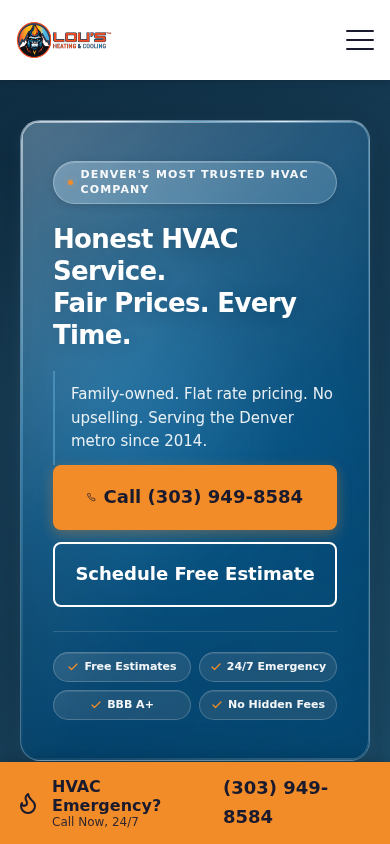 LOU'S™
HEATING & COOLING
DENVER'S MOST TRUSTED HVAC
COMPANY
Honest HVAC
Service.
Fair Prices. Every
Time.
Family-owned. Flat rate pricing. No
upselling. Serving the Denver
metro since 2014.
Call (303) 949-8584
Schedule Free Estimate
Free Estimates
24/7 Emergency
BBB A+
No Hidden Fees
HVAC
Emergency?
Call Now, 24/7
(303) 949-
8584